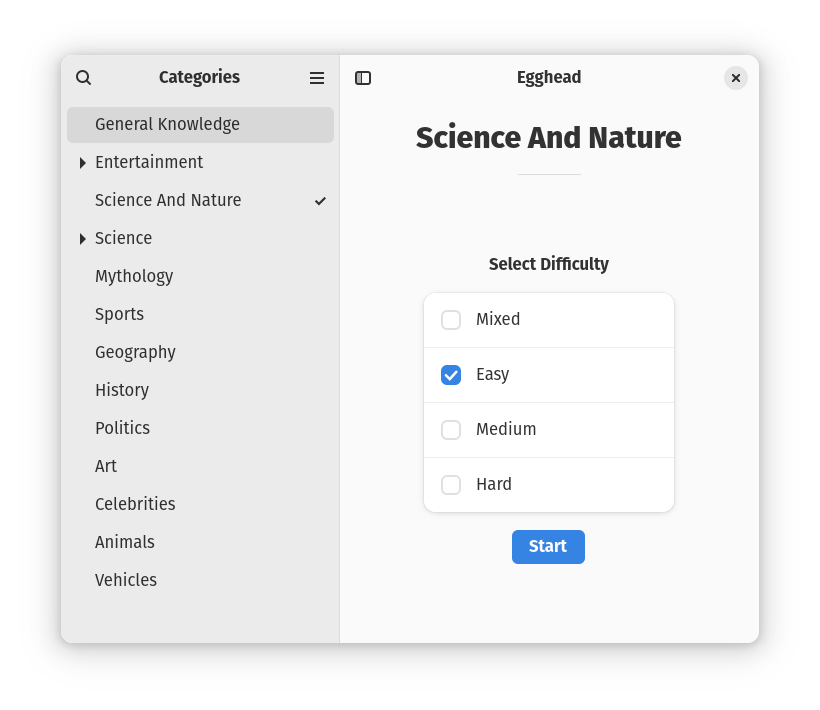 Categories
General Knowledge
Entertainment
Science And Nature
Science
Mythology
Sports
Geography
History
Politics
Art
Celebrities
Animals
Vehicles
Egghead
Science And Nature
Select Difficulty
Mixed
Easy
Medium
Hard
Start